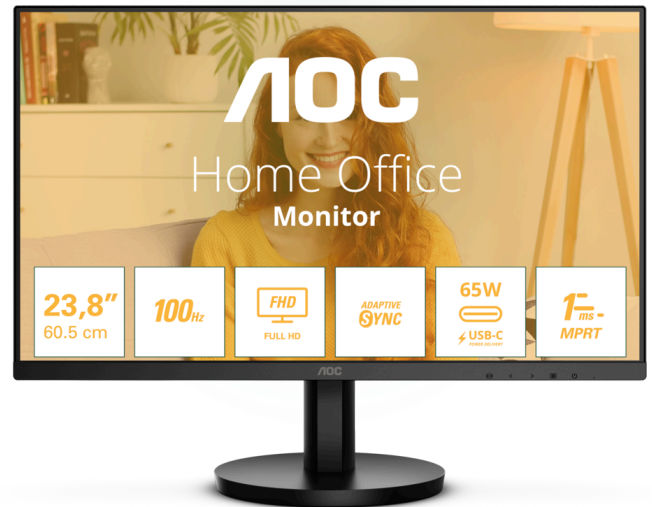 AOC
Home Office
Monitor
23,8”
60.5 cm
100Hz
FHD
FULL HD
ADAPTIVE
SYNC
65W
USB-C
POWER DELIVERY
1ms
MPRT
AOC